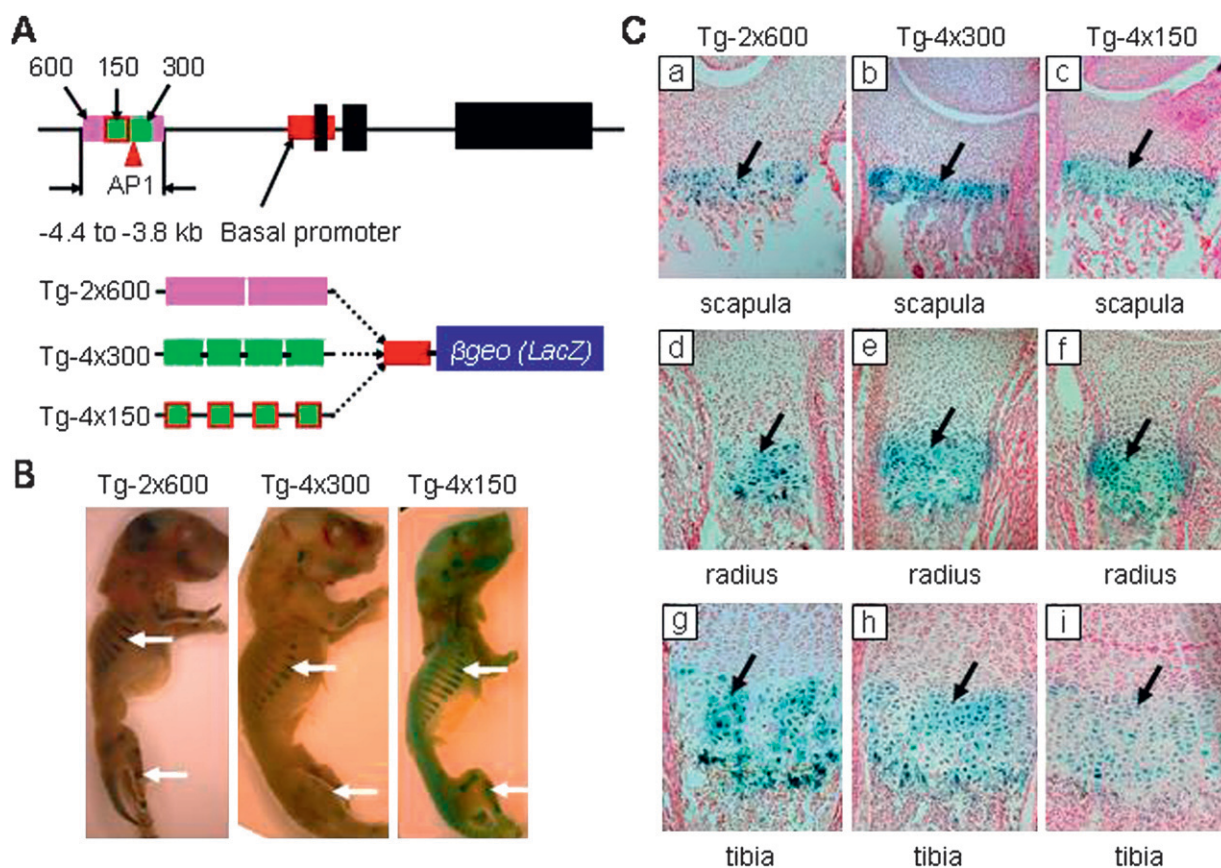 A
600 150 300
AP1
-4.4 to -3.8 kb Basal promoter
Tg-2x600
Tg-4x300
βgeo (LacZ)
Tg-4x150
B
Tg-2x600 Tg-4x300 Tg-4x150
C
Tg-2x600 Tg-4x300 Tg-4x150
a b c
scapula scapula scapula
d e f
radius radius radius
g h i
tibia tibia tibia